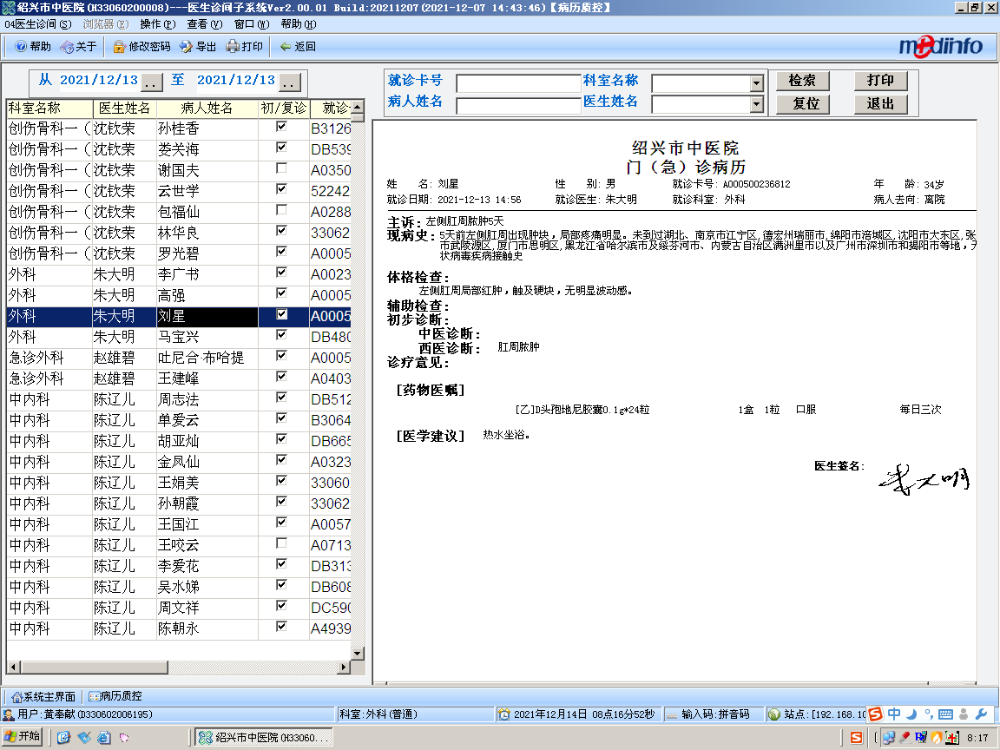 绍兴市中医院(H33060200008)---医生诊间子系统Ver2.00.01 Build:20211207(2021-12-07 14:43:46)【病历质控】
04医生诊间(S) 浏览器(E) 操作(P) 查看(V) 窗口(W) 帮助(H)
帮助 关于 修改密码 导出 打印 返回
medinfo
从 2021/12/13 .. 至 2021/12/13 ..
就诊卡号 科室名称 检索 打印
病人姓名 医生姓名 复位 退出
科室名称 医生姓名 病人姓名 初/复诊 就诊
创伤骨科一( 沈钦荣 孙桂香 B3126
创伤骨科一( 沈钦荣 娄关海 DB539
创伤骨科一( 沈钦荣 谢国夫 A0350
创伤骨科一( 沈钦荣 云世学 52242
创伤骨科一( 沈钦荣 包福仙 A0288
创伤骨科一( 沈钦荣 林华良 33062
创伤骨科一( 沈钦荣 罗光碧 A0005
外科 朱大明 李广书 A0023
外科 朱大明 高强 A0005
外科 朱大明 刘星 A0005
外科 朱大明 马宝兴 DB480
急诊外科 赵雄碧 吐尼合·布哈提 A0005
急诊外科 赵雄碧 王建峰 A0403
中内科 陈辽儿 周志法 DB512
中内科 陈辽儿 单爱云 B3064
中内科 陈辽儿 胡亚灿 DB665
中内科 陈辽儿 金凤仙 A0323
中内科 陈辽儿 王娟美 33060
中内科 陈辽儿 孙朝霞 33062
中内科 陈辽儿 王国江 A0057
中内科 陈辽儿 王咬云 A0713
中内科 陈辽儿 李爱花 DB313
中内科 陈辽儿 吴水娣 DB608
中内科 陈辽儿 周文祥 DC590
中内科 陈辽儿 陈朝永 A4939
绍兴市中医院
门（急）诊病历
姓 名: 刘星 性 别: 男 就诊卡号: A000500236812 年 龄: 34岁
就诊日期: 2021-12-13 14:56 就诊医生: 朱大明 就诊科室: 外科 病人去向: 离院
主诉: 左侧肛周脓肿5天
现病史: 5天前左侧肛周出现肿块，局部疼痛明显。未到过湖北、南京市江宁区,德宏州瑞丽市,绵阳市涪城区,沈阳市大东区,张
市武陵源区,厦门市思明区,黑龙江省哈尔滨市及绥芬河市、内蒙古自治区满洲里市以及广州市深圳市和揭阳市等地，无
状病毒疾病接触史
体格检查:
左侧肛周局部红肿，触及硬块，无明显波动感。
辅助检查:
初步诊断:
中医诊断:
西医诊断: 肛周脓肿
诊疗意见:
[药物医嘱]
[乙]D头孢地尼胶囊0.1g*24粒 1盒 1粒 口服 每日三次
[医学建议] 热水坐浴。
医生签名: 朱大明
系统主界面 病历质控
用户:黄奉献(D330602006195) 科室:外科(普通) 2021年12月14日 08点16分52秒 输入码:拼音码 站点:[192.168.10 中
开始 绍兴市中医院(H33060... 8:17